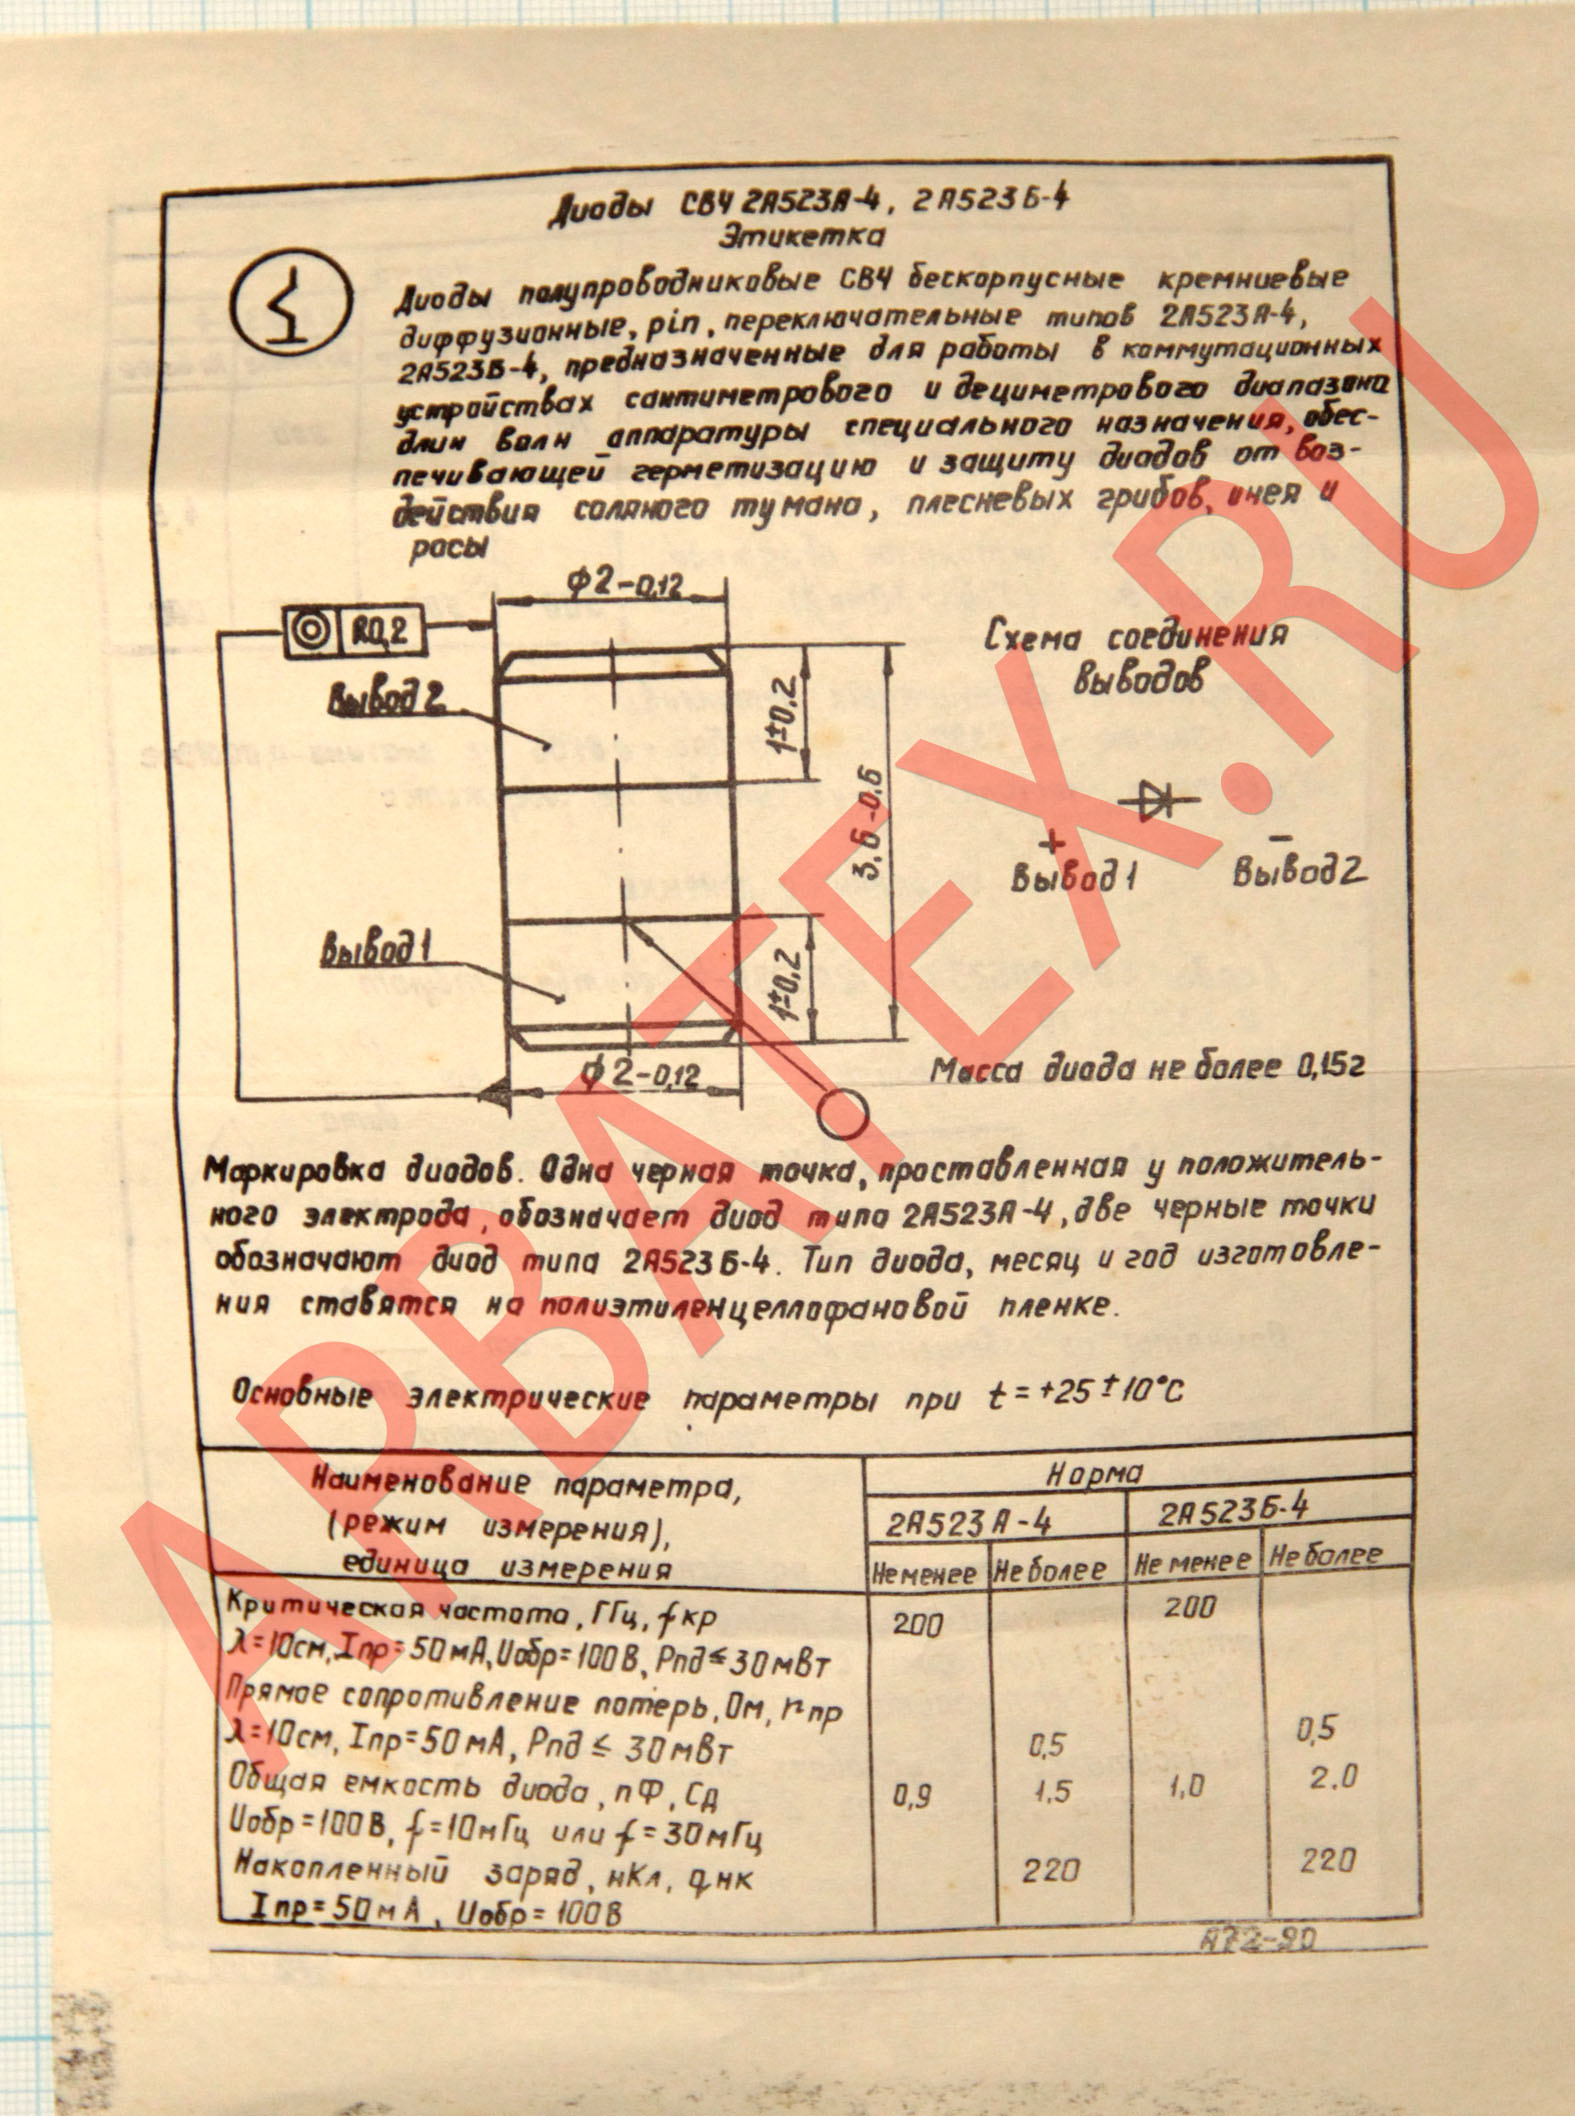 Диоды СВЧ 2А523А-4, 2А523Б-4
Этикетка
Диоды полупроводниковые СВЧ бескорпусные кремниевые
диффузионные, pin, переключательные типов 2А523А-4,
2А523Б-4, предназначенные для работы в коммутационных
устройствах сантиметрового и дециметрового диапазона
длин волн аппаратуры специального назначения, обес-
печивающей герметизацию и защиту диодов от воз-
действия соляного тумана, плесневых грибов, инея и
росы
ϕ2-0,12
R0,2
Вывод 2
1±0,2
3,6-0,6
Схема соединения
выводов
+
−
Вывод 1
Вывод 2
Вывод 1
1±0,2
ϕ2-0,12
Масса диода не более 0,15г
Маркировка диодов. Одна черная точка, проставленная у положитель-
ного электрода, обозначает диод типа 2А523А-4, две черные точки
обозначают диод типа 2А523Б-4. Тип диода, месяц и год изготовле-
ния ставятся на полиэтиленцеллофановой пленке.
Основные электрические параметры при t=+25±10°С
Наименование параметра,
(режим измерения),
единица измерения
Норма
2А523А-4
2А523Б-4
Не менее
Не более
Не менее
Не более
Критическая частота, ГГц, fкр
200
200
λ=10см, Iпр=50мА, Uобр=100В, Рпд≤30мВт
Прямое сопротивление потерь, Ом, rпр
λ=10см, Iпр=50мА, Рпд≤30мВт
0,5
0,5
Общая емкость диода, пФ, Сд
0,9
1,5
1,0
2.0
Uобр=100В, f=10мГц или f=30мГц
Накопленный заряд, нКл, qнк
220
220
Iпр=50мА, Uобр=100В
А72-90
ARBATEX.RU